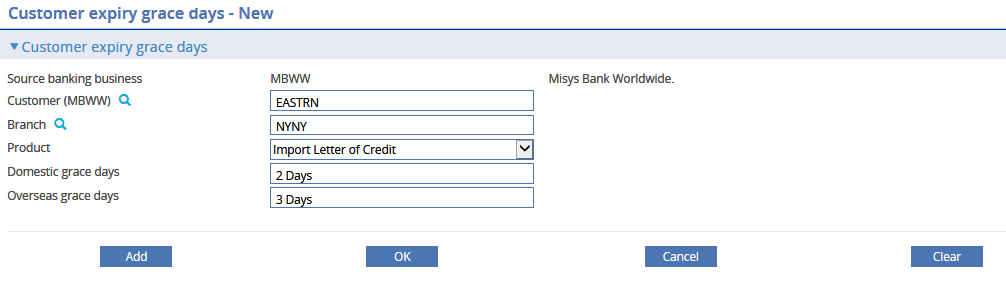 Customer expiry grace days - New
Customer expiry grace days
Source banking business MBWW Misys Bank Worldwide.
Customer (MBWW) EASTRN
Branch NYNY
Product Import Letter of Credit
Domestic grace days 2 Days
Overseas grace days 3 Days
Add OK Cancel Clear